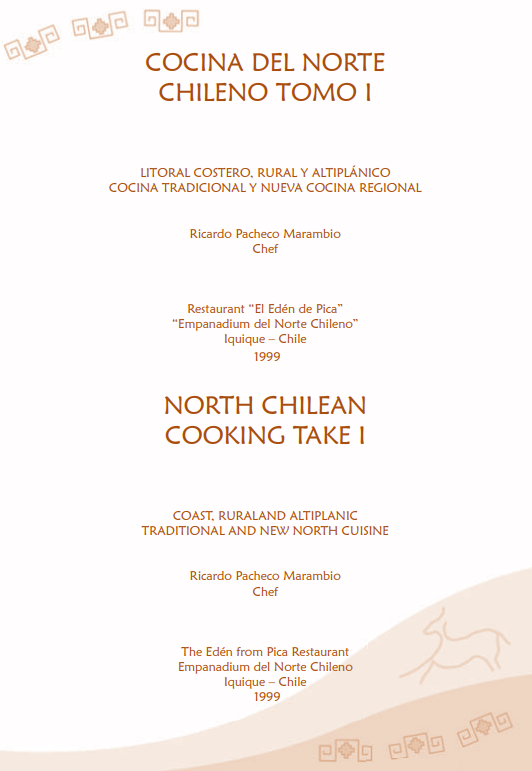 COCINA DEL NORTE
CHILENO TOMO I
LITORAL COSTERO, RURAL Y ALTIPLÁNICO
COCINA TRADICIONAL Y NUEVA COCINA REGIONAL
Ricardo Pacheco Marambio
Chef
Restaurant “El Edén de Pica”
“Empanadium del Norte Chileno”
Iquique – Chile
1999
NORTH CHILEAN
COOKING TAKE I
COAST, RURALAND ALTIPLANIC
TRADITIONAL AND NEW NORTH CUISINE
Ricardo Pacheco Marambio
Chef
The Edén from Pica Restaurant
Empanadium del Norte Chileno
Iquique – Chile
1999